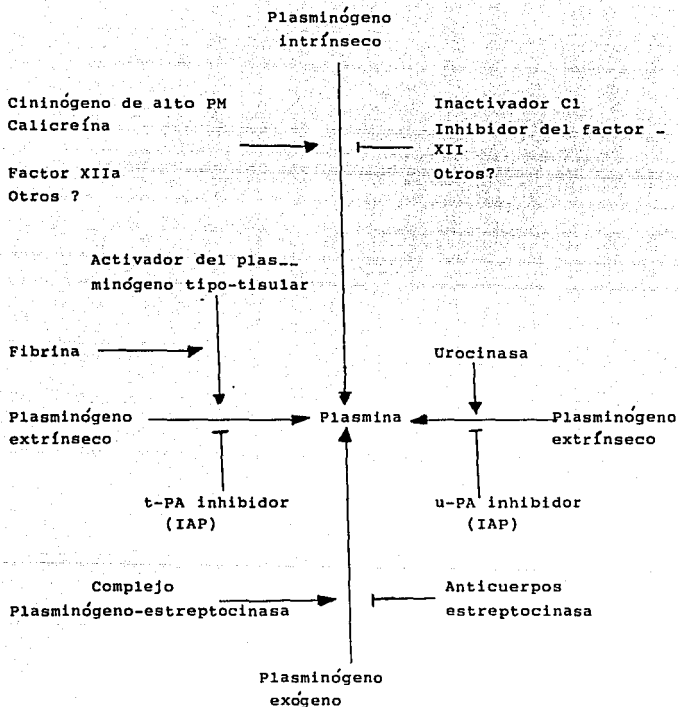 Plasminógeno
intrínseco
Cininógeno de alto PM
Calicreína
Factor XIIa
Otros ?
Inactivador C1
Inhibidor del factor -
XII
Otros?
Activador del plas--
minógeno tipo-tisular
Fibrina
Urocinasa
Plasminógeno
extrínseco
Plasmina
Plasminógeno
extrínseco
t-PA inhibidor
(IAP)
u-PA inhibidor
(IAP)
Complejo
Plasminógeno-estreptocinasa
Anticuerpos
estreptocinasa
Plasminógeno
exógeno